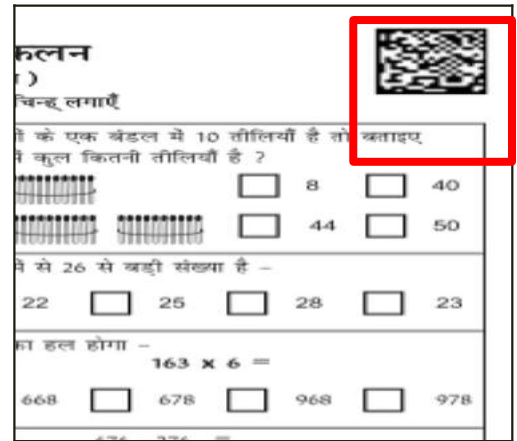 कलन
)
चिन्ह् लगाएँ
के एक बंडल में 10 तीलियाँ है तो बताइए
में कुल कितनी तीलियाँ है ?
8 40
44 50
में से 26 से बड़ी संख्या है –
22 25 28 23
का हल होगा –
163 x 6 =
668 678 968 978